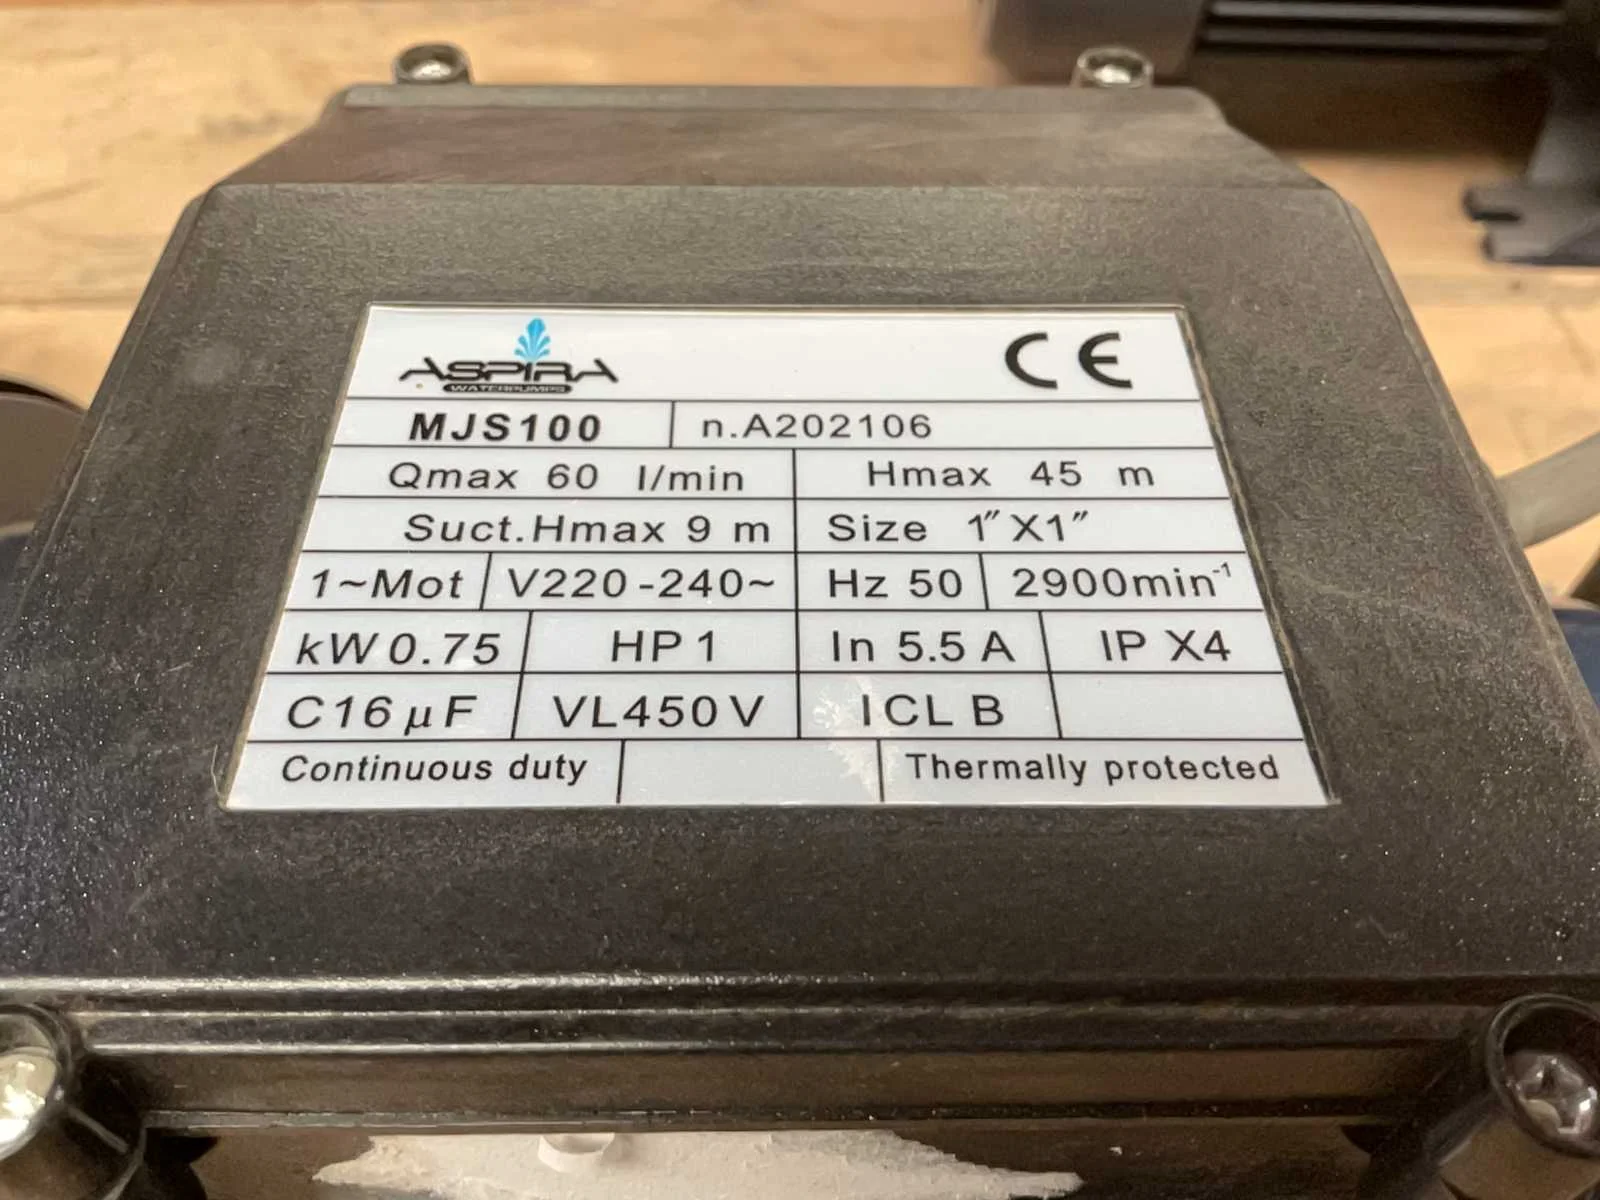 ASPIRA
WATERPUMPS
CE
MJS100 n.A202106
Qmax 60 l/min Hmax 45 m
Suct.Hmax 9 m Size 1"X1"
1~Mot V220-240~ Hz 50 2900min⁻¹
kW 0.75 HP 1 In 5.5 A IP X4
C16µF VL450V ICL B
Continuous duty Thermally protected